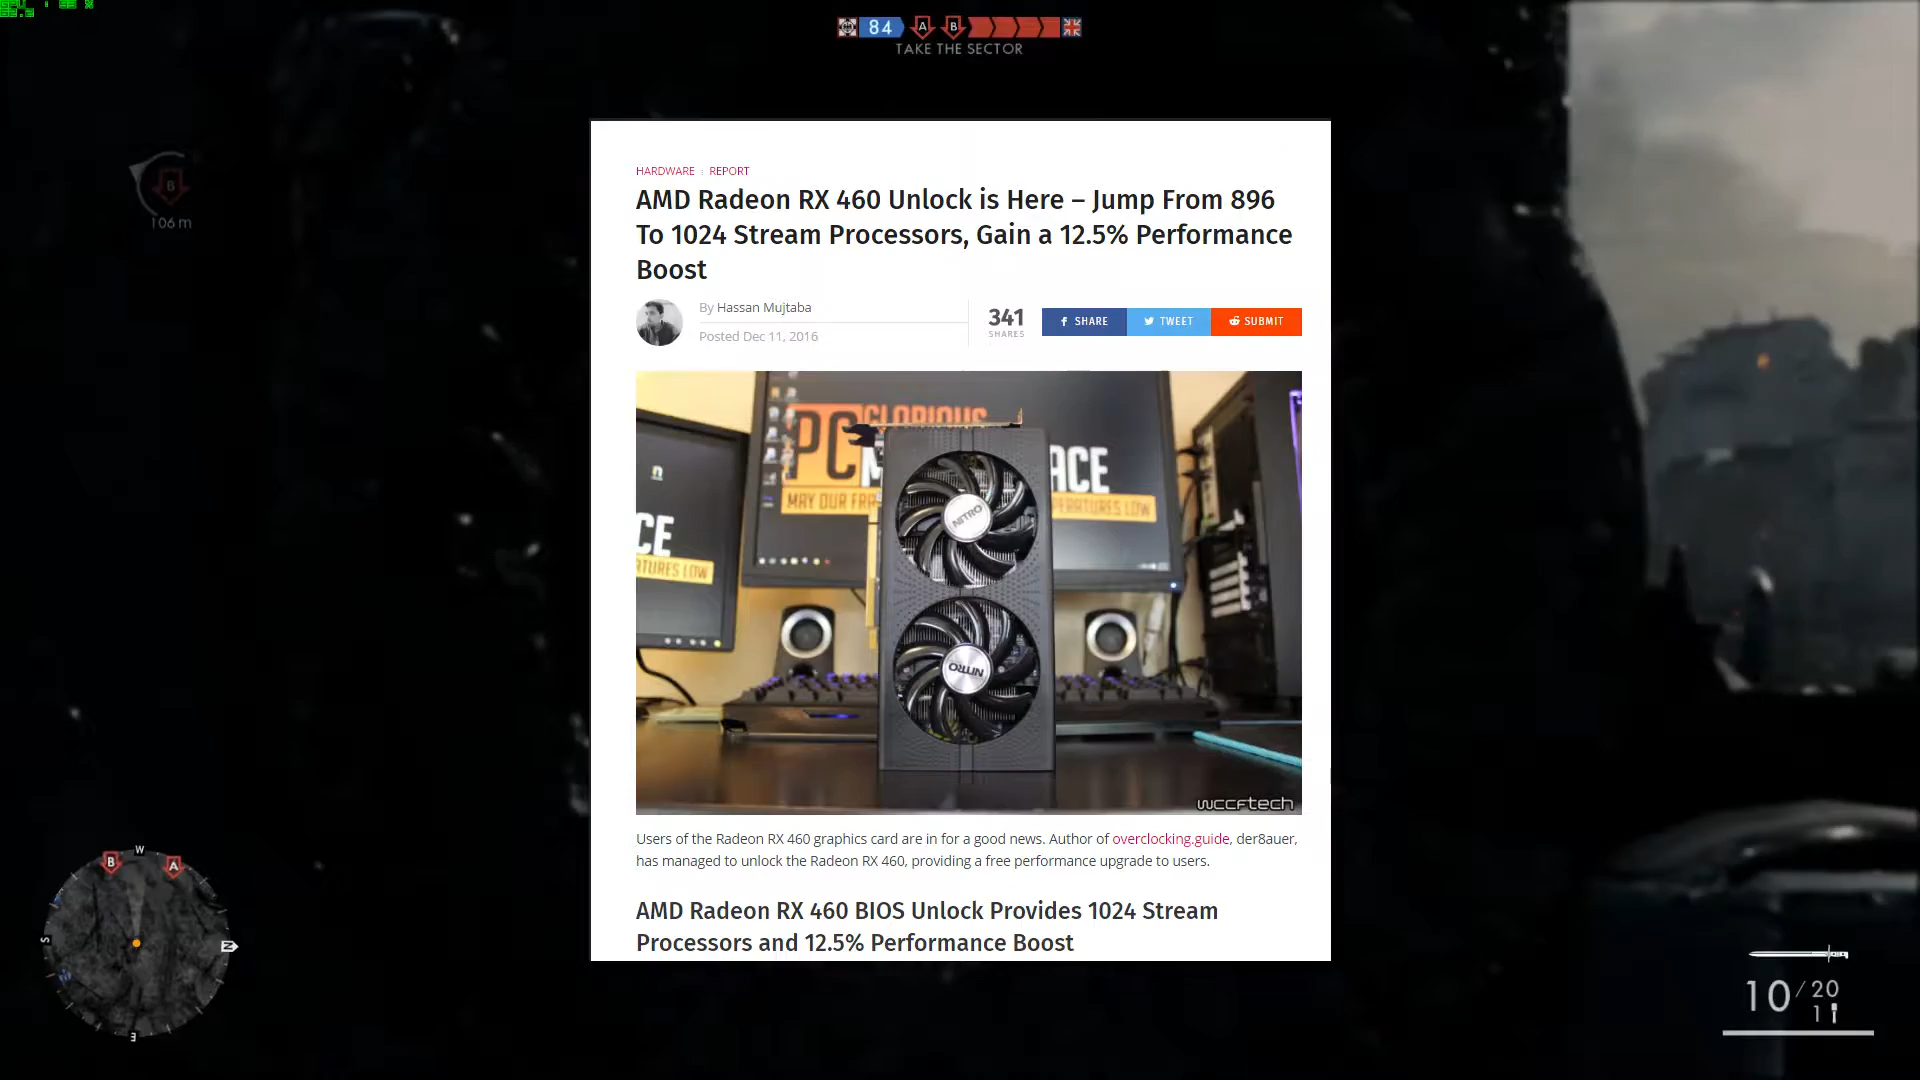 84 A B
TAKE THE SECTOR
B
106 m
HARDWARE REPORT
AMD Radeon RX 460 Unlock is Here – Jump From 896
To 1024 Stream Processors, Gain a 12.5% Performance
Boost
By Hassan Mujtaba
Posted Dec 11, 2016
341
SHARES
SHARE
TWEET
SUBMIT
PC GLORIOUS
ACE
MAY OUR FRA
PERATURES LOW
CE
TURES LOW
NITRO
NITRO
wccftech
Users of the Radeon RX 460 graphics card are in for a good news. Author of overclocking.guide, der8auer,
has managed to unlock the Radeon RX 460, providing a free performance upgrade to users.
AMD Radeon RX 460 BIOS Unlock Provides 1024 Stream
Processors and 12.5% Performance Boost
W
B A
S
N
E
10/20
1